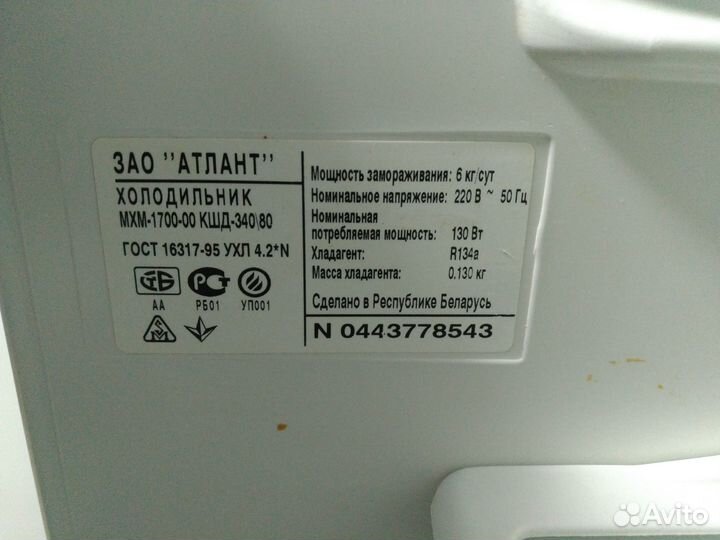 ЗАО "АТЛАНТ"
ХОЛОДИЛЬНИК
МХМ-1700-00 КШД-340\80
ГОСТ 16317-95 УХЛ 4.2*N
АА РБ01 УП001
Мощность замораживания: 6 кг/сут
Номинальное напряжение: 220 В ~ 50 Гц
Номинальная
потребляемая мощность: 130 Вт
Хладагент: R134a
Масса хладагента: 0.130 кг
Сделано в Республике Беларусь
N 0443778543
Avito